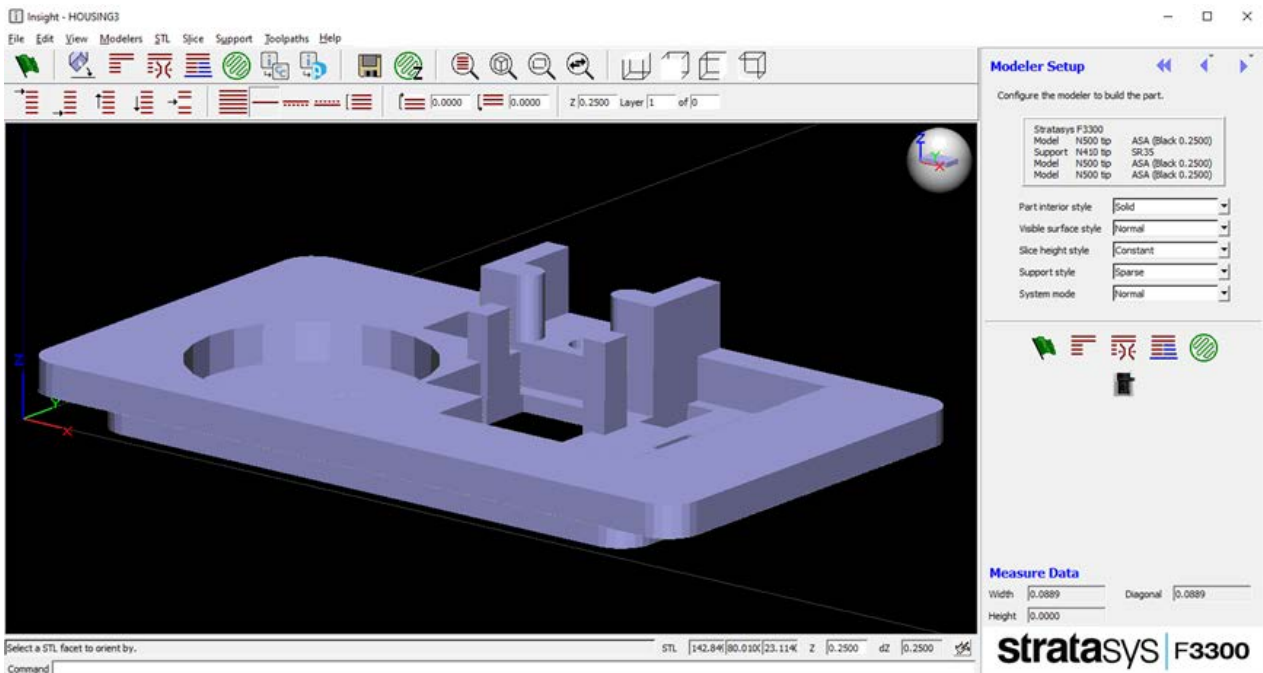 Insight - HOUSING3
File Edit View Modelers STL Slice Support Toolpaths Help
0.0000 0.0000 Z 0.2500 Layer 1 of 0
Z
Y
X
Z
Y
X
Select a STL facet to orient by.
STL 80.010 Z 0.2500 dZ 0.2500
Command
Modeler Setup
Configure the modeler to build the part.
Stratasys F3300
Model N500 tip ASA (Black 0.2500)
Support N410 tip SR35
Model N500 tip ASA (Black 0.2500)
Model N500 tip ASA (Black 0.2500)
Part interior style Solid
Visible surface style Normal
Slice height style Constant
Support style Sparse
System mode Normal
Measure Data
Width 0.0889 Diagonal 0.0889
Height 0.0000
stratasys F3300